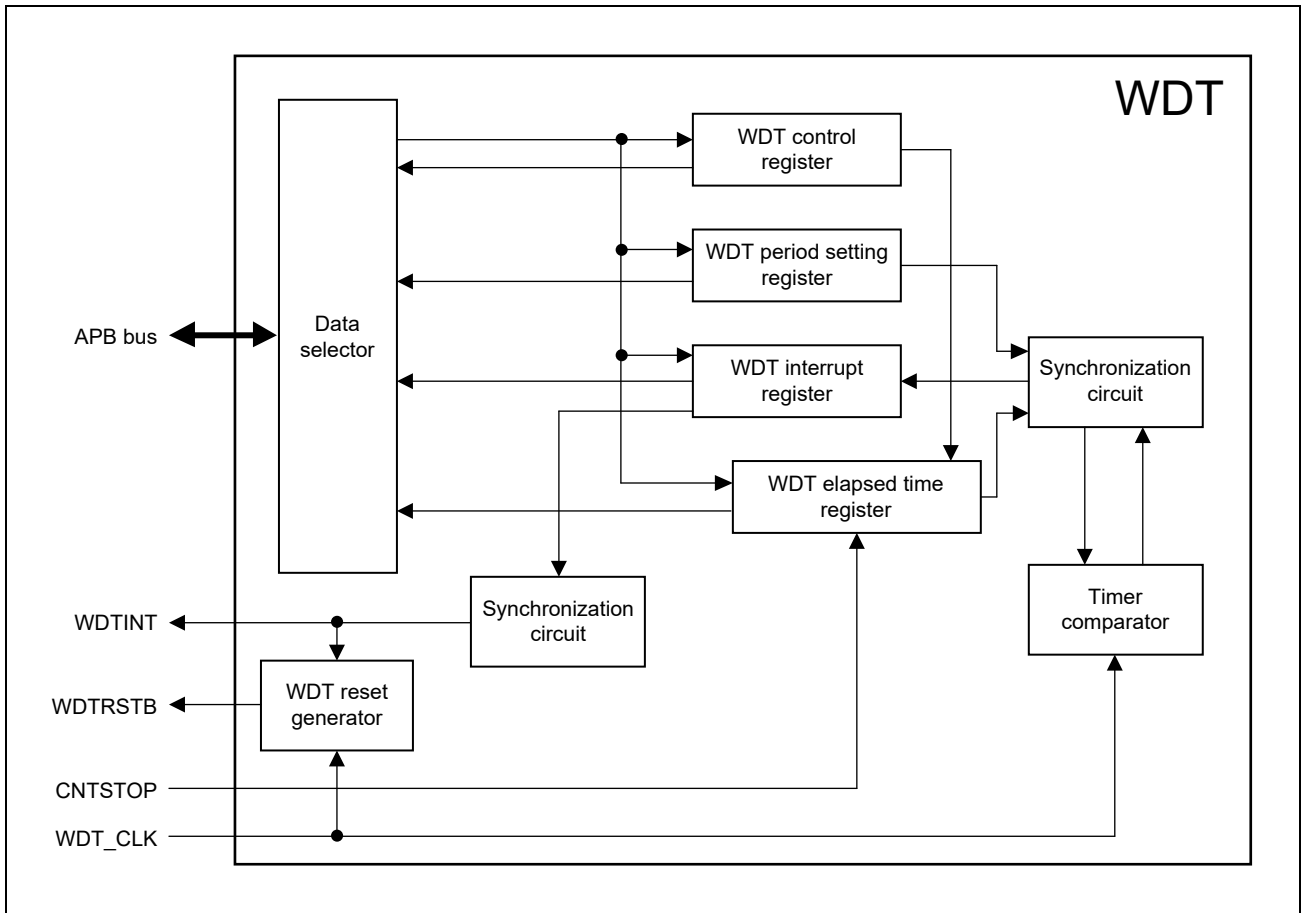 WDT
WDT control
register
WDT period setting
register
APB bus
Data
selector
WDT interrupt
register
Synchronization
circuit
WDT elapsed time
register
WDTINT
Synchronization
circuit
Timer
comparator
WDTRSTB
WDT reset
generator
CNTSTOP
WDT_CLK